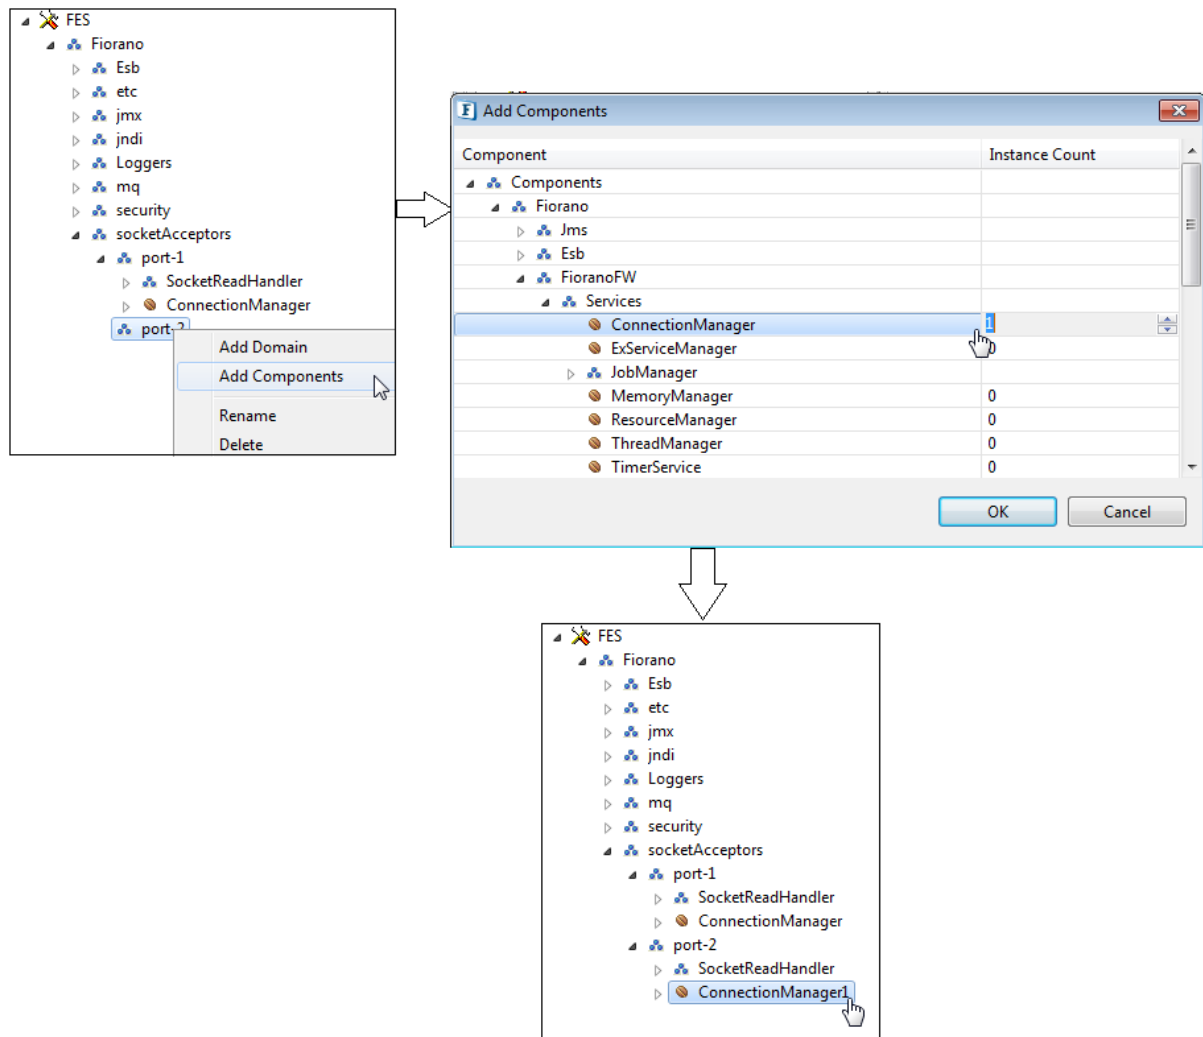 FES
Fiorano
Esb
etc
jmx
jndi
Loggers
mq
security
socketAcceptors
port-1
SocketReadHandler
ConnectionManager
port-2
Add Domain
Add Components
Rename
Delete
Add Components
Component Instance Count
Components
Fiorano
Jms
Esb
FioranoFW
Services
ConnectionManager 1
ExServiceManager 0
JobManager
MemoryManager 0
ResourceManager 0
ThreadManager 0
TimerService 0
OK Cancel
FES
Fiorano
Esb
etc
jmx
jndi
Loggers
mq
security
socketAcceptors
port-1
SocketReadHandler
ConnectionManager
port-2
SocketReadHandler
ConnectionManager1